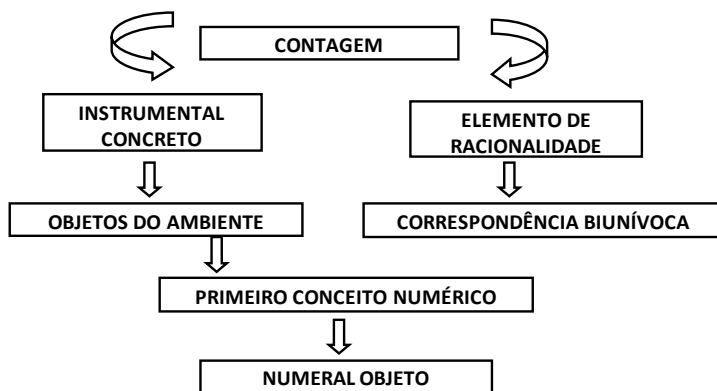 CONTAGEM
INSTRUMENTAL
CONCRETO
ELEMENTO DE
RACIONALIDADE
OBJETOS DO AMBIENTE
CORRESPONDÊNCIA BIUNÍVOCA
PRIMEIRO CONCEITO NUMÉRICO
NUMERAL OBJETO